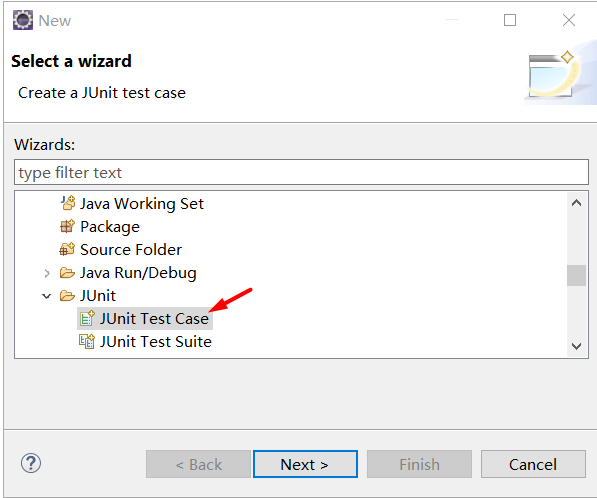 New
Select a wizard
Create a JUnit test case
Wizards:
type filter text
Java Working Set
Package
Source Folder
Java Run/Debug
JUnit
JUnit Test Case
JUnit Test Suite
?
< Back
Next >
Finish
Cancel